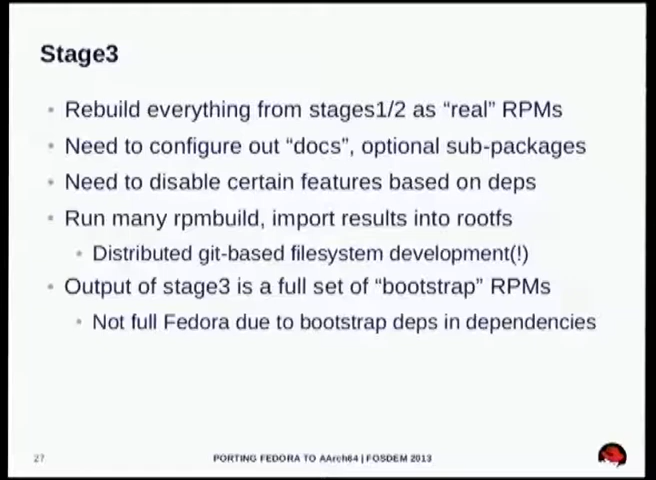 Stage3
Rebuild everything from stages1/2 as “real” RPMs
Need to configure out “docs”, optional sub-packages
Need to disable certain features based on deps
Run many rpmbuild, import results into rootfs
Distributed git-based filesystem development(!)
Output of stage3 is a full set of “bootstrap” RPMs
Not full Fedora due to bootstrap deps in dependencies
27
PORTING FEDORA TO AArch64 | FOSDEM 2013